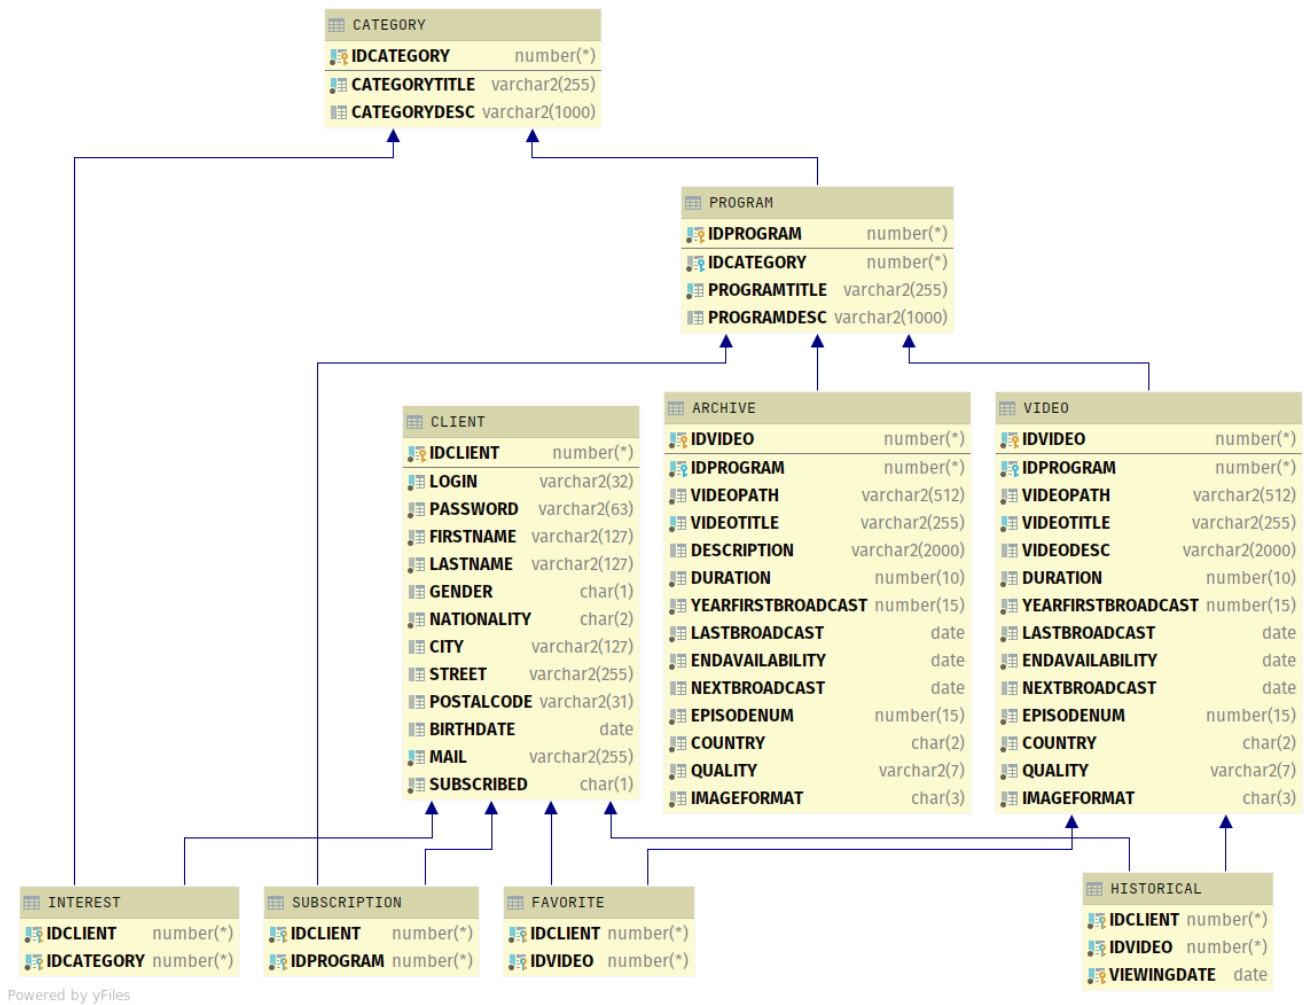 CATEGORY
IDCATEGORY number(*)
CATEGORYTITLE varchar2(255)
CATEGORYDESC varchar2(1000)
PROGRAM
IDPROGRAM number(*)
IDCATEGORY number(*)
PROGRAMTITLE varchar2(255)
PROGRAMDESC varchar2(1000)
CLIENT
IDCLIENT number(*)
LOGIN varchar2(32)
PASSWORD varchar2(63)
FIRSTNAME varchar2(127)
LASTNAME varchar2(127)
GENDER char(1)
NATIONALITY char(2)
CITY varchar2(127)
STREET varchar2(255)
POSTALCODE varchar2(31)
BIRTHDATE date
MAIL varchar2(255)
SUBSCRIBED char(1)
ARCHIVE
IDVIDEO number(*)
IDPROGRAM number(*)
VIDEOPATH varchar2(512)
VIDEOTITLE varchar2(255)
DESCRIPTION varchar2(2000)
DURATION number(10)
YEARFIRSTBROADCAST number(15)
LASTBROADCAST date
ENDAVAILABILITY date
NEXTBROADCAST date
EPISODENUM number(15)
COUNTRY char(2)
QUALITY varchar2(7)
IMAGEFORMAT char(3)
VIDEO
IDVIDEO number(*)
IDPROGRAM number(*)
VIDEOPATH varchar2(512)
VIDEOTITLE varchar2(255)
VIDEODESC varchar2(2000)
DURATION number(10)
YEARFIRSTBROADCAST number(15)
LASTBROADCAST date
ENDAVAILABILITY date
NEXTBROADCAST date
EPISODENUM number(15)
COUNTRY char(2)
QUALITY varchar2(7)
IMAGEFORMAT char(3)
INTEREST
IDCLIENT number(*)
IDCATEGORY number(*)
SUBSCRIPTION
IDCLIENT number(*)
IDPROGRAM number(*)
FAVORITE
IDCLIENT number(*)
IDVIDEO number(*)
HISTORICAL
IDCLIENT number(*)
IDVIDEO number(*)
VIEWINGDATE date
Powered by yFiles